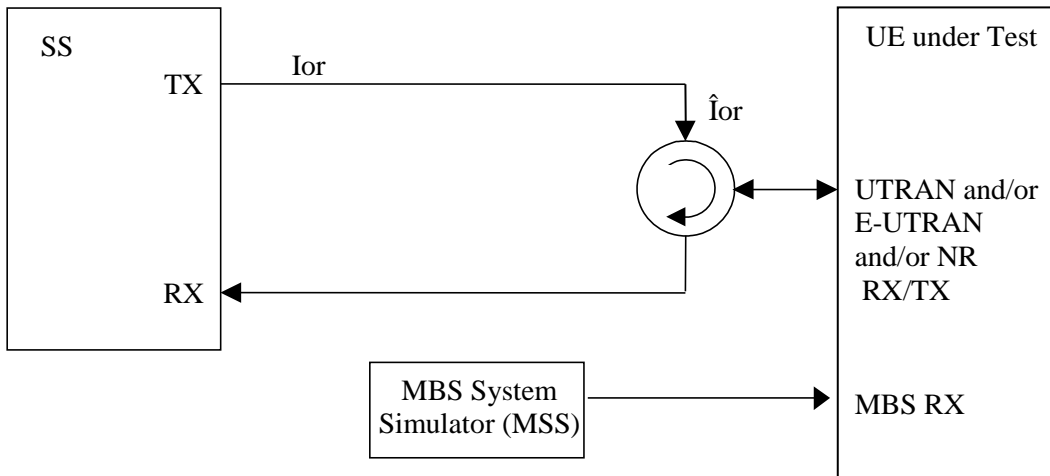 SS
UE under Test
TX
Ior
Îor
UTRAN and/or
E-UTRAN
and/or NR
RX/TX
RX
MBS System
Simulator (MSS)
MBS RX